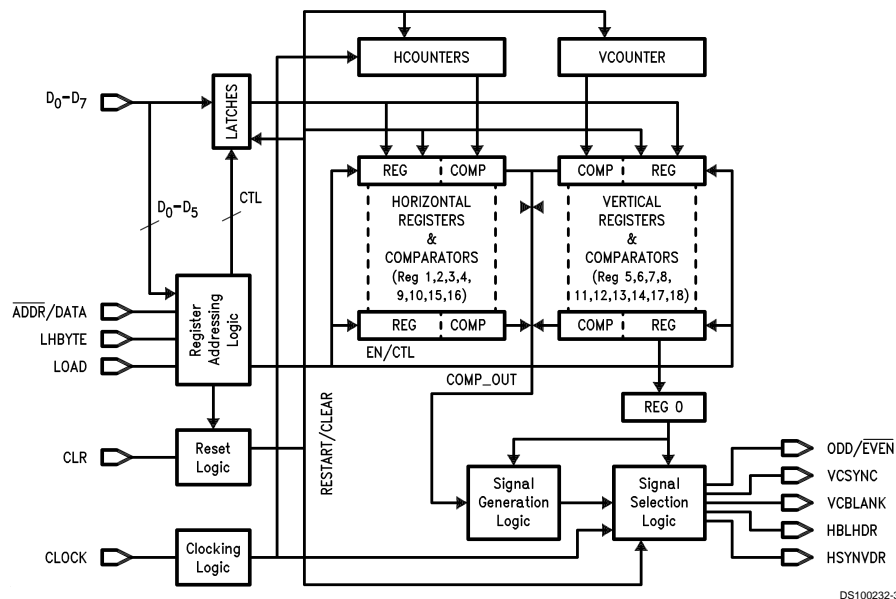 HCOUNTERS
VCOUNTER
D0–D7
LATCHES
REG
COMP
COMP
REG
D0–D5
CTL
HORIZONTAL
REGISTERS
&
COMPARATORS
(Reg 1,2,3,4,
9,10,15,16)
VERTICAL
REGISTERS
&
COMPARATORS
(Reg 5,6,7,8,
11,12,13,14,17,18)
A̅D̅D̅R̅/DATA
LHBYTE
LOAD
Register
Addressing
Logic
REG
COMP
COMP
REG
EN/CTL
COMP_OUT
RESTART/CLEAR
REG 0
CLR
Reset
Logic
Signal
Generation
Logic
Signal
Selection
Logic
ODD/E̅V̅E̅N̅
VCSYNC
VCBLANK
HBLHDR
HSYNVDR
CLOCK
Clocking
Logic
DS100232-3